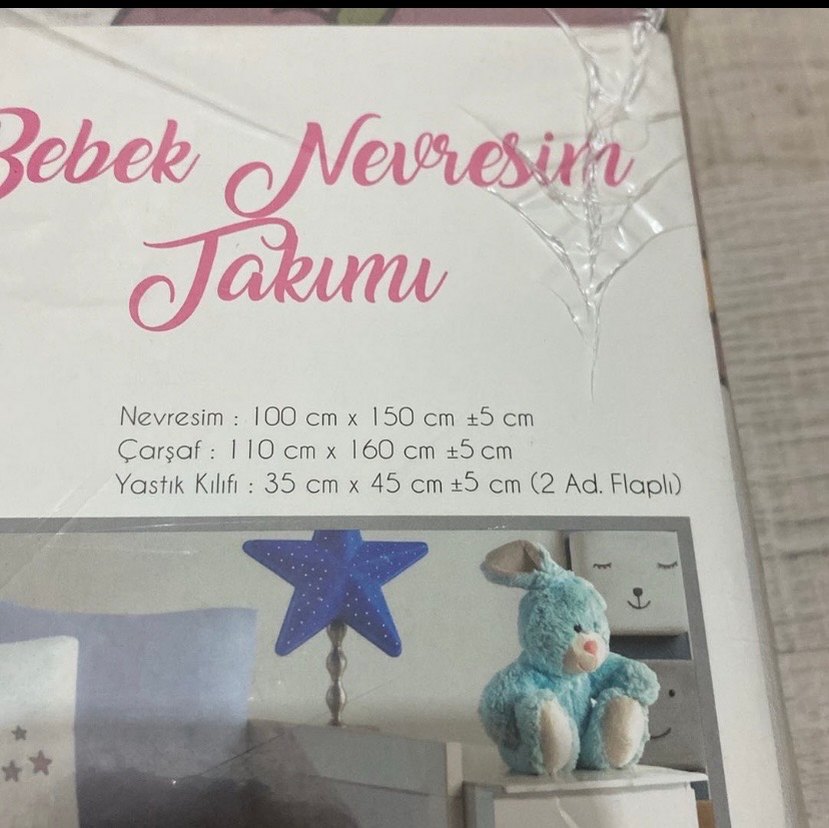 Bebek Nevresim
Takımı
Nevresim : 100 cm x 150 cm ±5 cm
Çarşaf : 110 cm x 160 cm ±5 cm
Yastık Kılıfı : 35 cm x 45 cm ±5 cm (2 Ad. Flaplı)